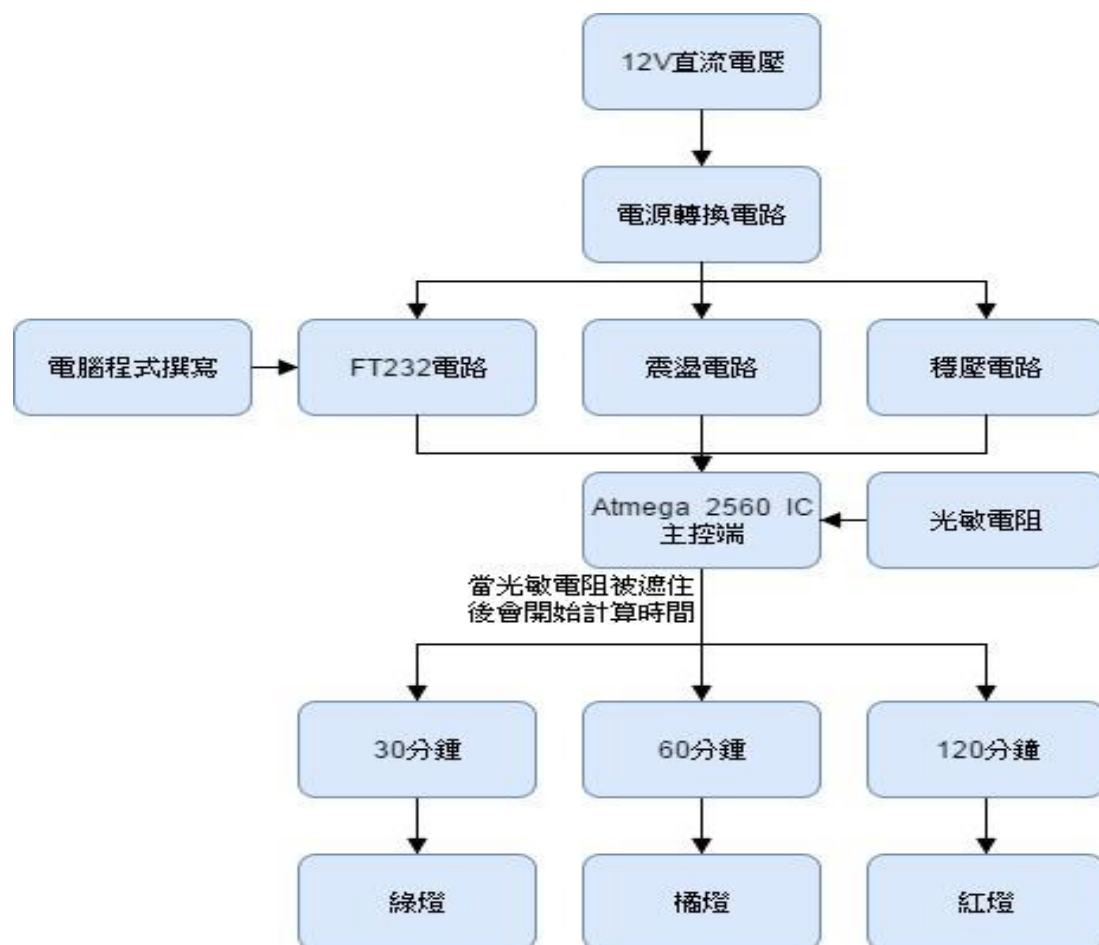 12V直流電壓
電源轉換電路
電腦程式撰寫
FT232電路
震盪電路
穩壓電路
Atmega 2560 IC
主控端
光敏電阻
當光敏電阻被遮住
後會開始計算時間
30分鍾
60分鍾
120分鐘
綠燈
橘燈
紅燈